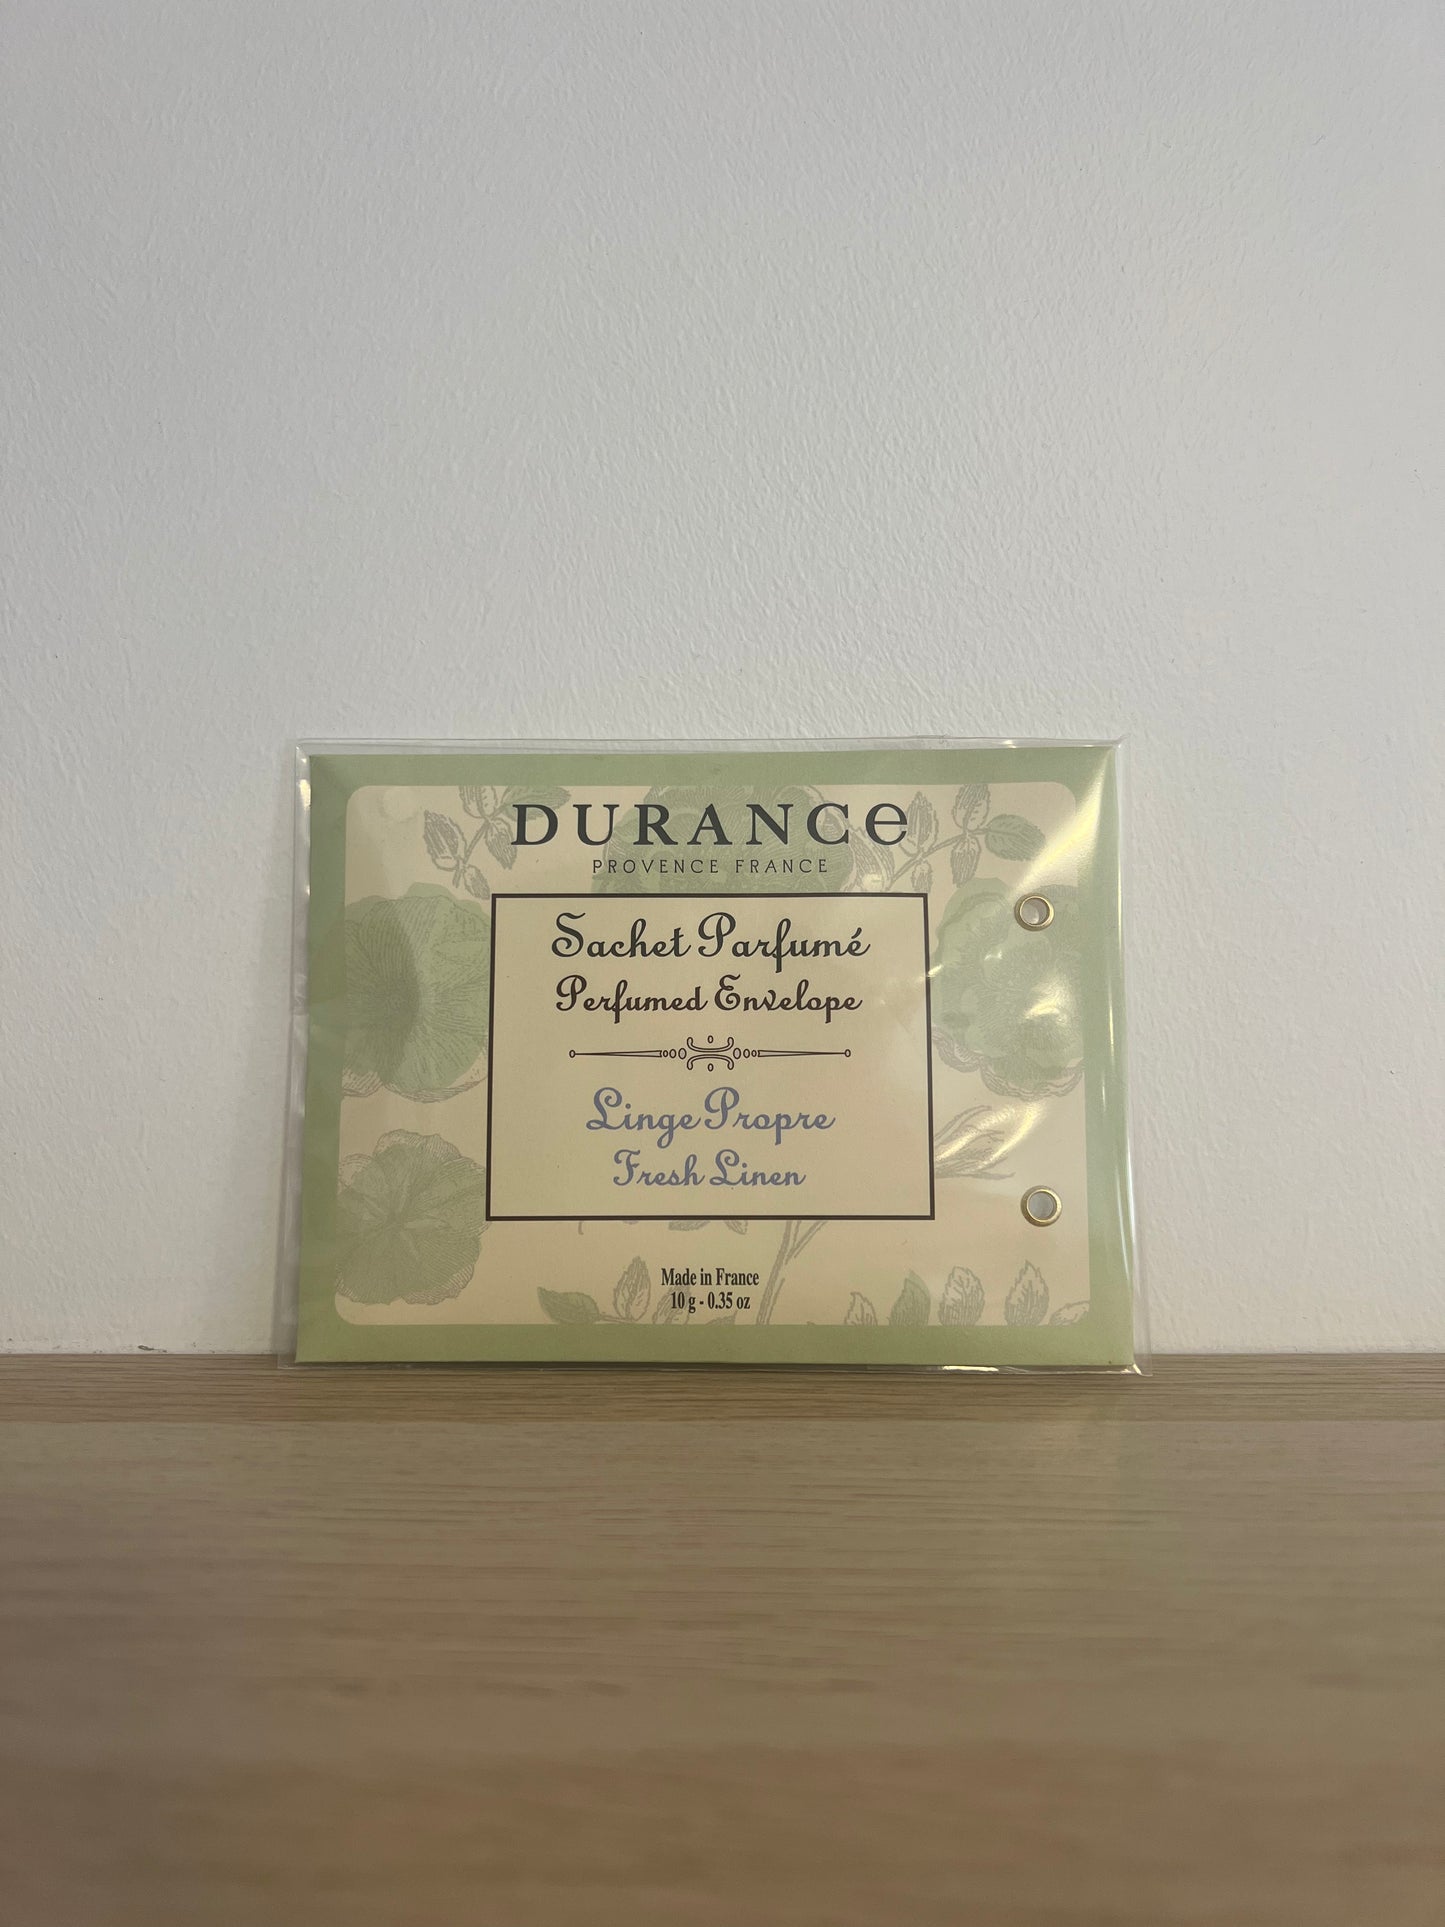 DURANCe
PROVENCE FRANCE
Sachet Parfumé
Perfumed Envelope
Linge Propre
Fresh Linen
Made in France
10 g - 0.35 oz